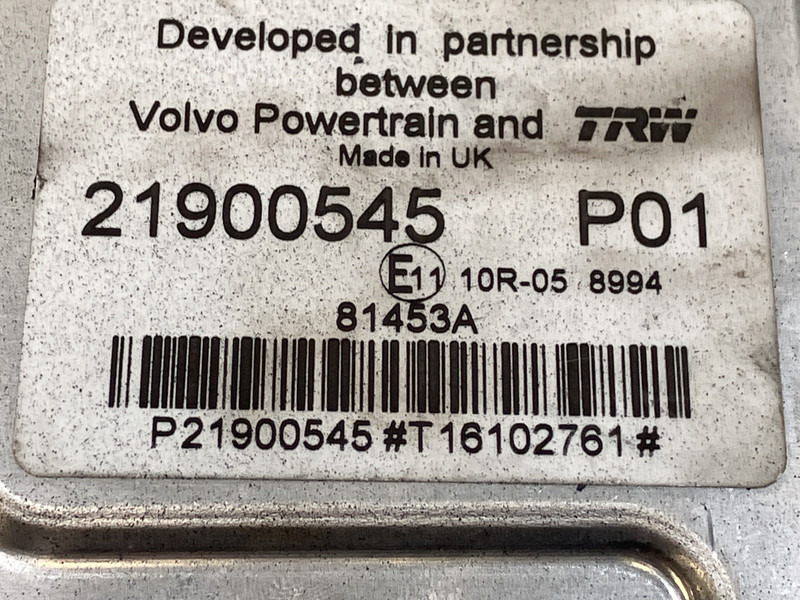 Developed in partnership
between
Volvo Powertrain and TRW
Made in UK
21900545 P01
E11 10R-05 8994
81453A
P21900545#T16102761#